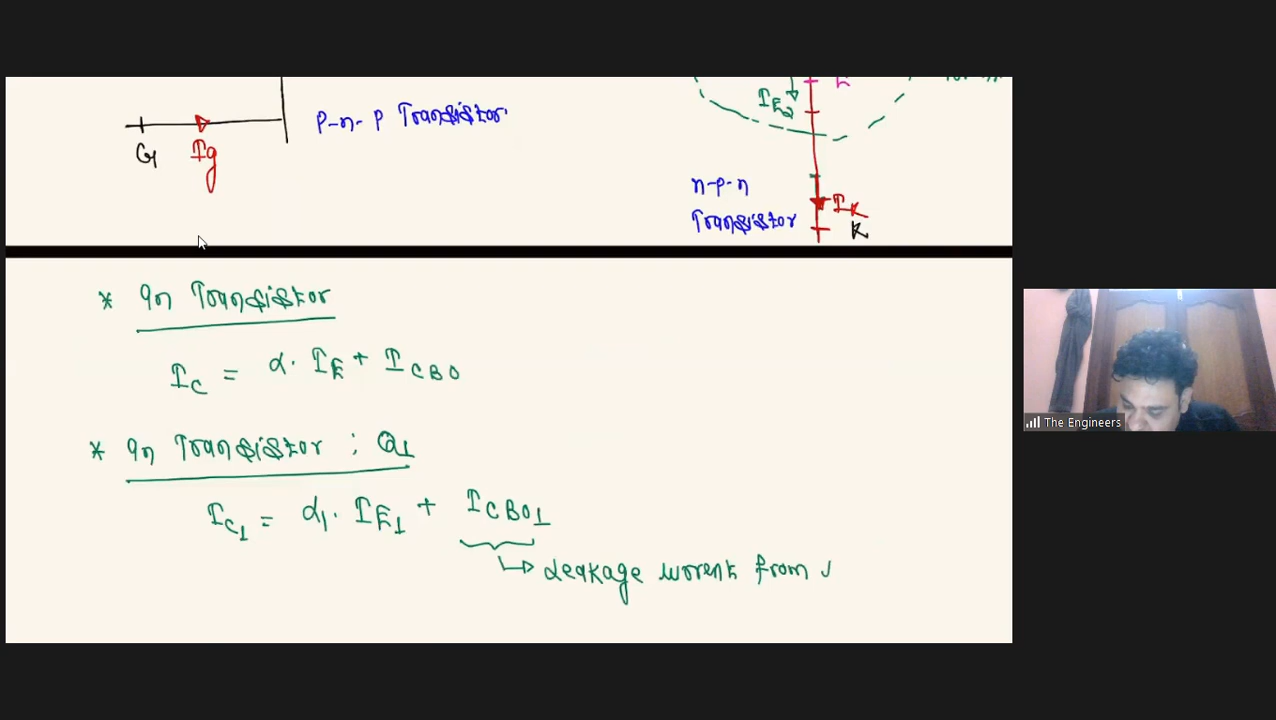 IE2
p-n-p Transistor
G Ig
n-p-n
Transistor
IK
K
* In Transistor
IC = α. IE + ICBO
* In Transistor ; Q1
IC1 = α1. IE1 + ICBO1
Leakage current from
The Engineers